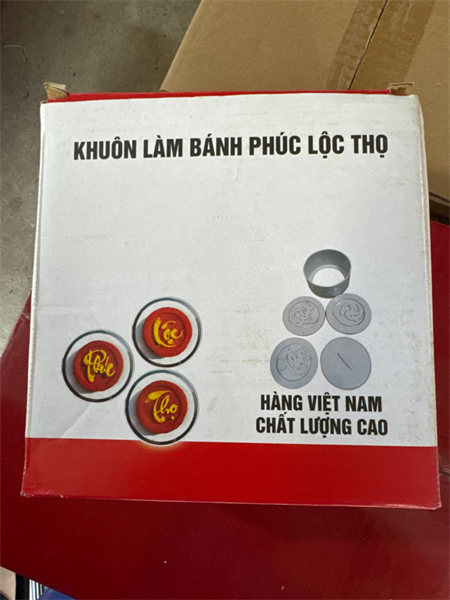 KHUÔN LÀM BÁNH PHÚC LỘC THỌ
Lộc
Phúc
Thọ
HÀNG VIỆT NAM
CHẤT LƯỢNG CAO